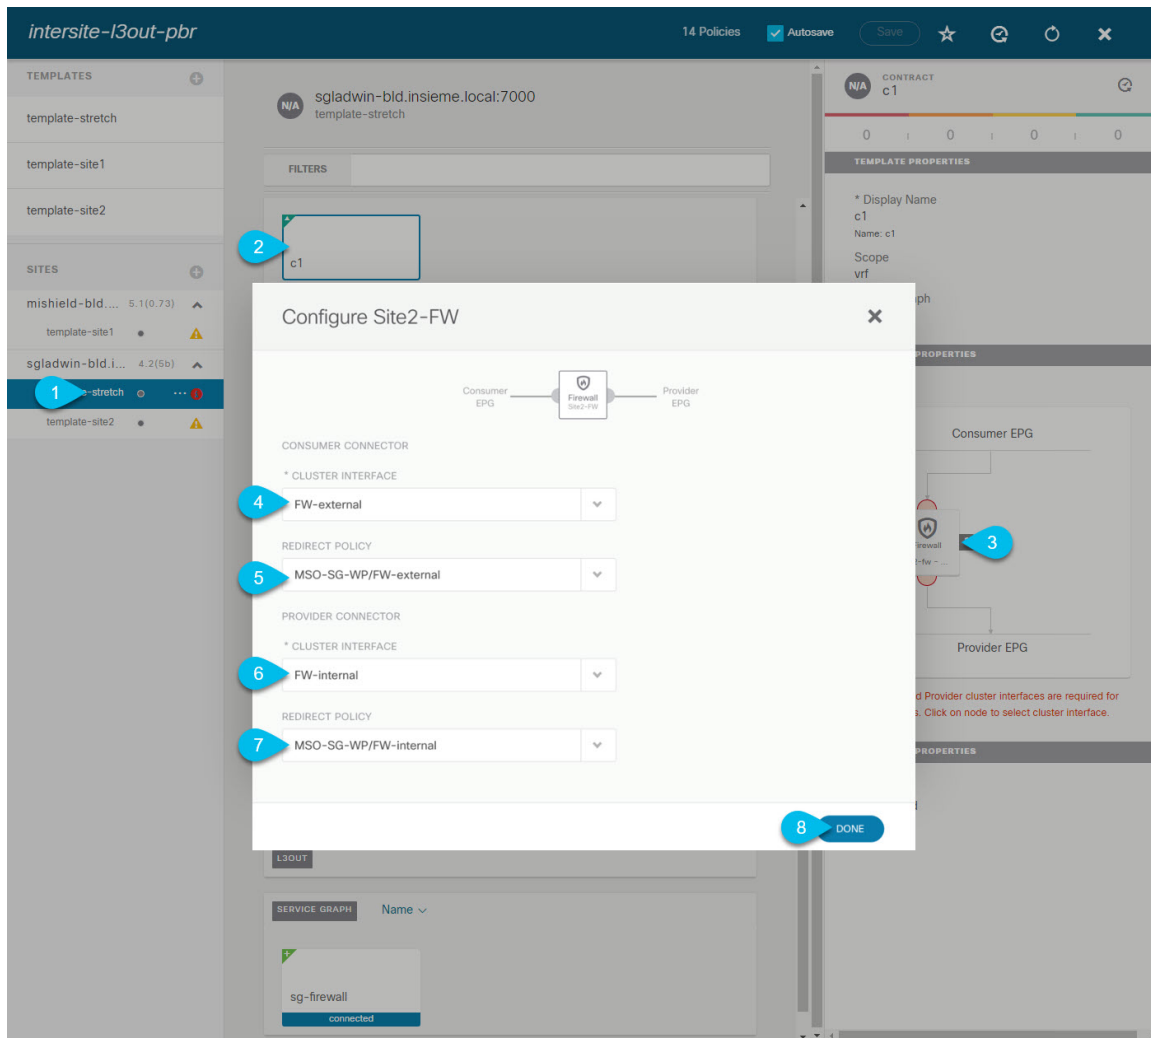 intersite-l3out-pbr
14 Policies
Autosave
Save
TEMPLATES
template-stretch
template-site1
template-site2
SITES
mishield-bld.... 5.1(0.73)
template-site1
sgladwin-bld.i... 4.2(5b)
1
-stretch
...
template-site2
N/A
sgladwin-bld.insieme.local:7000
template-stretch
FILTERS
2
c1
Configure Site2-FW
Consumer
EPG
Firewall
Site2-FW
Provider
EPG
CONSUMER CONNECTOR
* CLUSTER INTERFACE
4
FW-external
REDIRECT POLICY
5
MSO-SG-WP/FW-external
PROVIDER CONNECTOR
* CLUSTER INTERFACE
6
FW-internal
REDIRECT POLICY
7
MSO-SG-WP/FW-internal
8
DONE
L3OUT
SERVICE GRAPH
Name
sg-firewall
connected
N/A
CONTRACT
c1
0 0 0 0
TEMPLATE PROPERTIES
* Display Name
c1
Name: c1
Scope
vrf
ph
PROPERTIES
Consumer EPG
irewall
2-fw - ...
3
Provider EPG
d Provider cluster interfaces are required for
s. Click on node to select cluster interface.
PROPERTIES